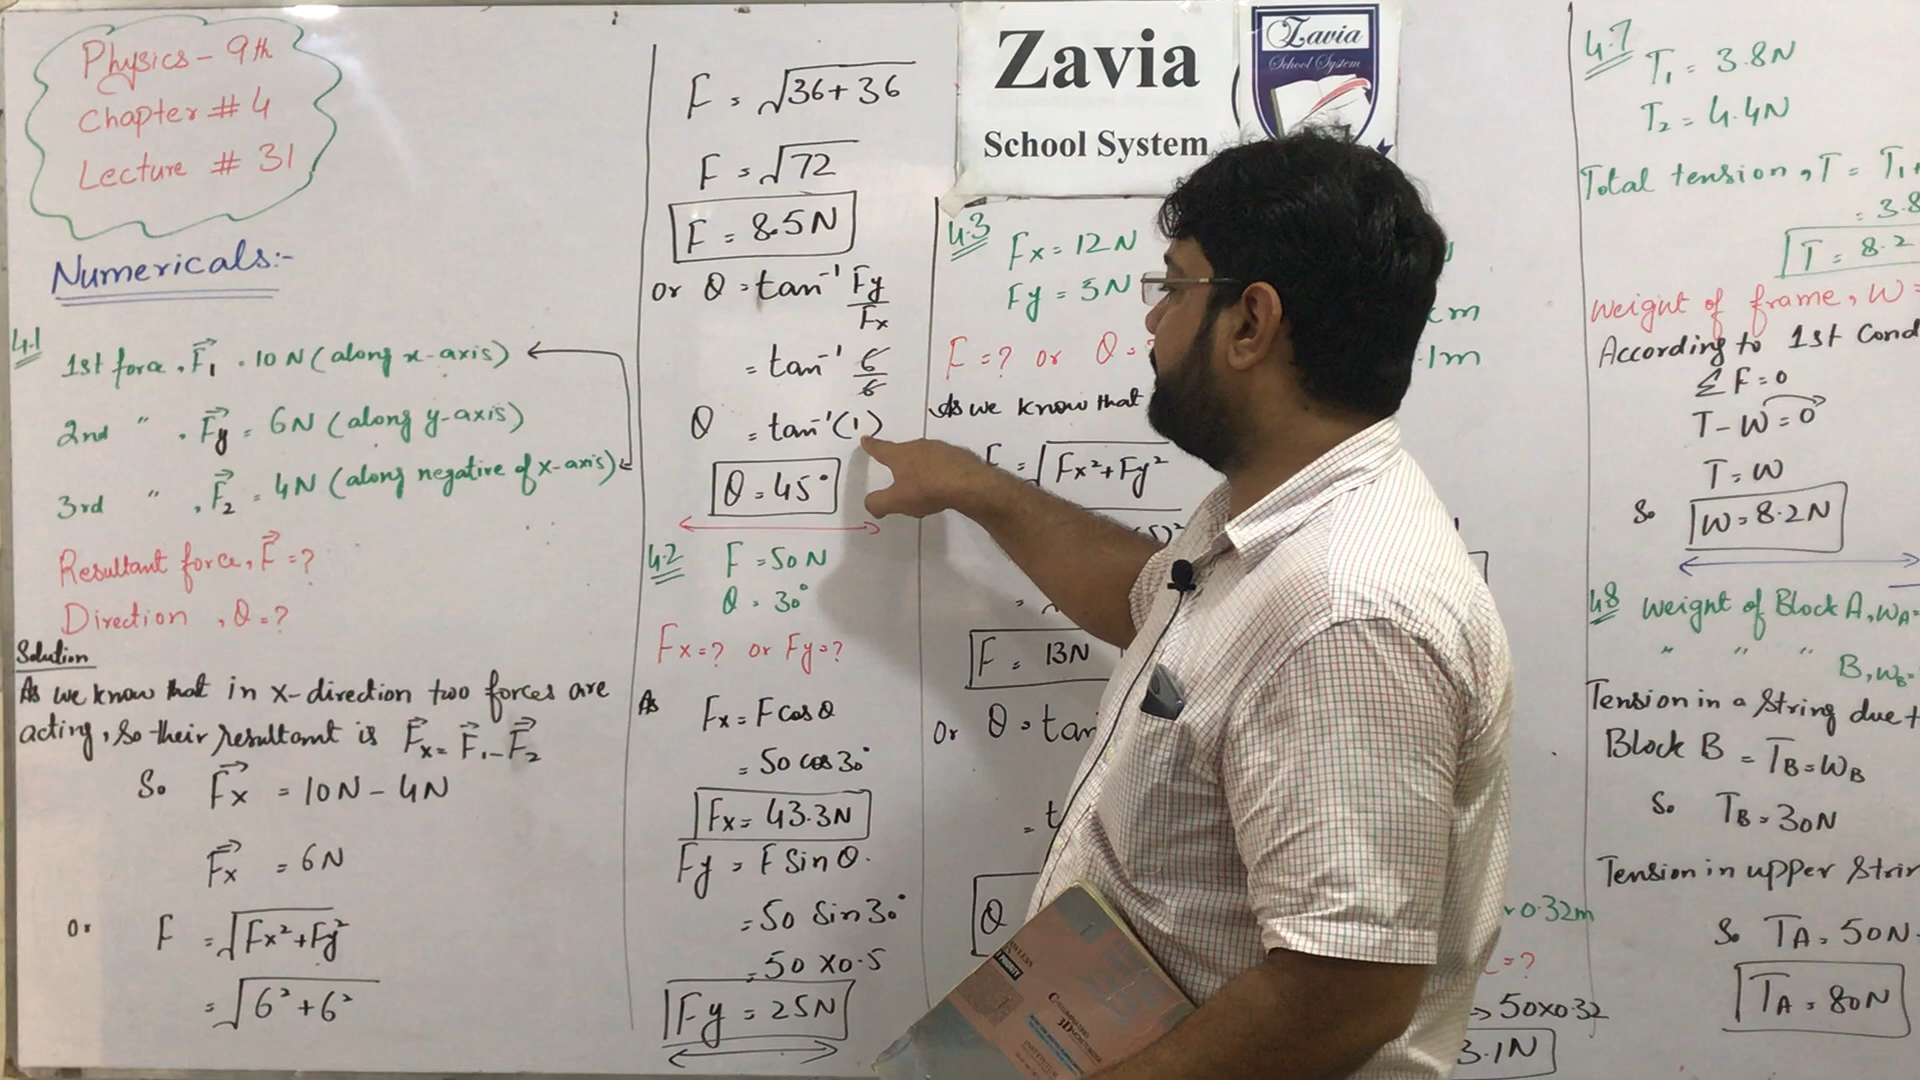 Physics - 9th
Chapter # 4
Lecture # 31
Numericals:-
4.1
1st force, F₁ = 10 N (along x-axis)
2nd " , Fy = 6N (along y-axis)
3rd " , F₂ = 4N (along negative of x-axis)
Resultant force, F = ?
Direction , θ = ?
Solution
As we know that in x-direction two forces are
acting, So their resultant is Fx = F₁ - F₂
So Fx = 10N - 4N
Fx = 6N
Or F = √Fx² + Fy²
= √6² + 6²
F = √36 + 36
F = √72
F = 8.5N
or θ = tan⁻¹ Fy/Fx
= tan⁻¹ 6/6
θ = tan⁻¹(1)
θ = 45°
4.2 F = 50 N
θ = 30°
Fx = ? or Fy = ?
As Fx = F cos θ
= 50 cos 30°
Fx = 43.3N
Fy = F Sin θ.
= 50 Sin 30°
= 50 x 0.5
Fy = 25N
Zavia
School System
Zavia
School System
4.3 Fx = 12 N
Fy = 5N
F = ? or θ =
As we know that
F = √Fx² + Fy²
F = 13N
Or θ = tan
θ
cm
1m
0.32m
= ?
50x0.32
3.1N
4.7 T₁ = 3.8N
T₂ = 4.4N
Total tension, T = T₁+
= 3.8
T = 8.2
Weight of frame, W =
According to 1st Cond
Σ F = 0
T - W = 0
T = W
So W = 8.2N
4.8 Weight of Block A, WA =
" " " B, WB =
Tension in a String due t
Block B = TB = WB
So TB = 30N
Tension in upper Strin
So TA = 50N
TA = 80N